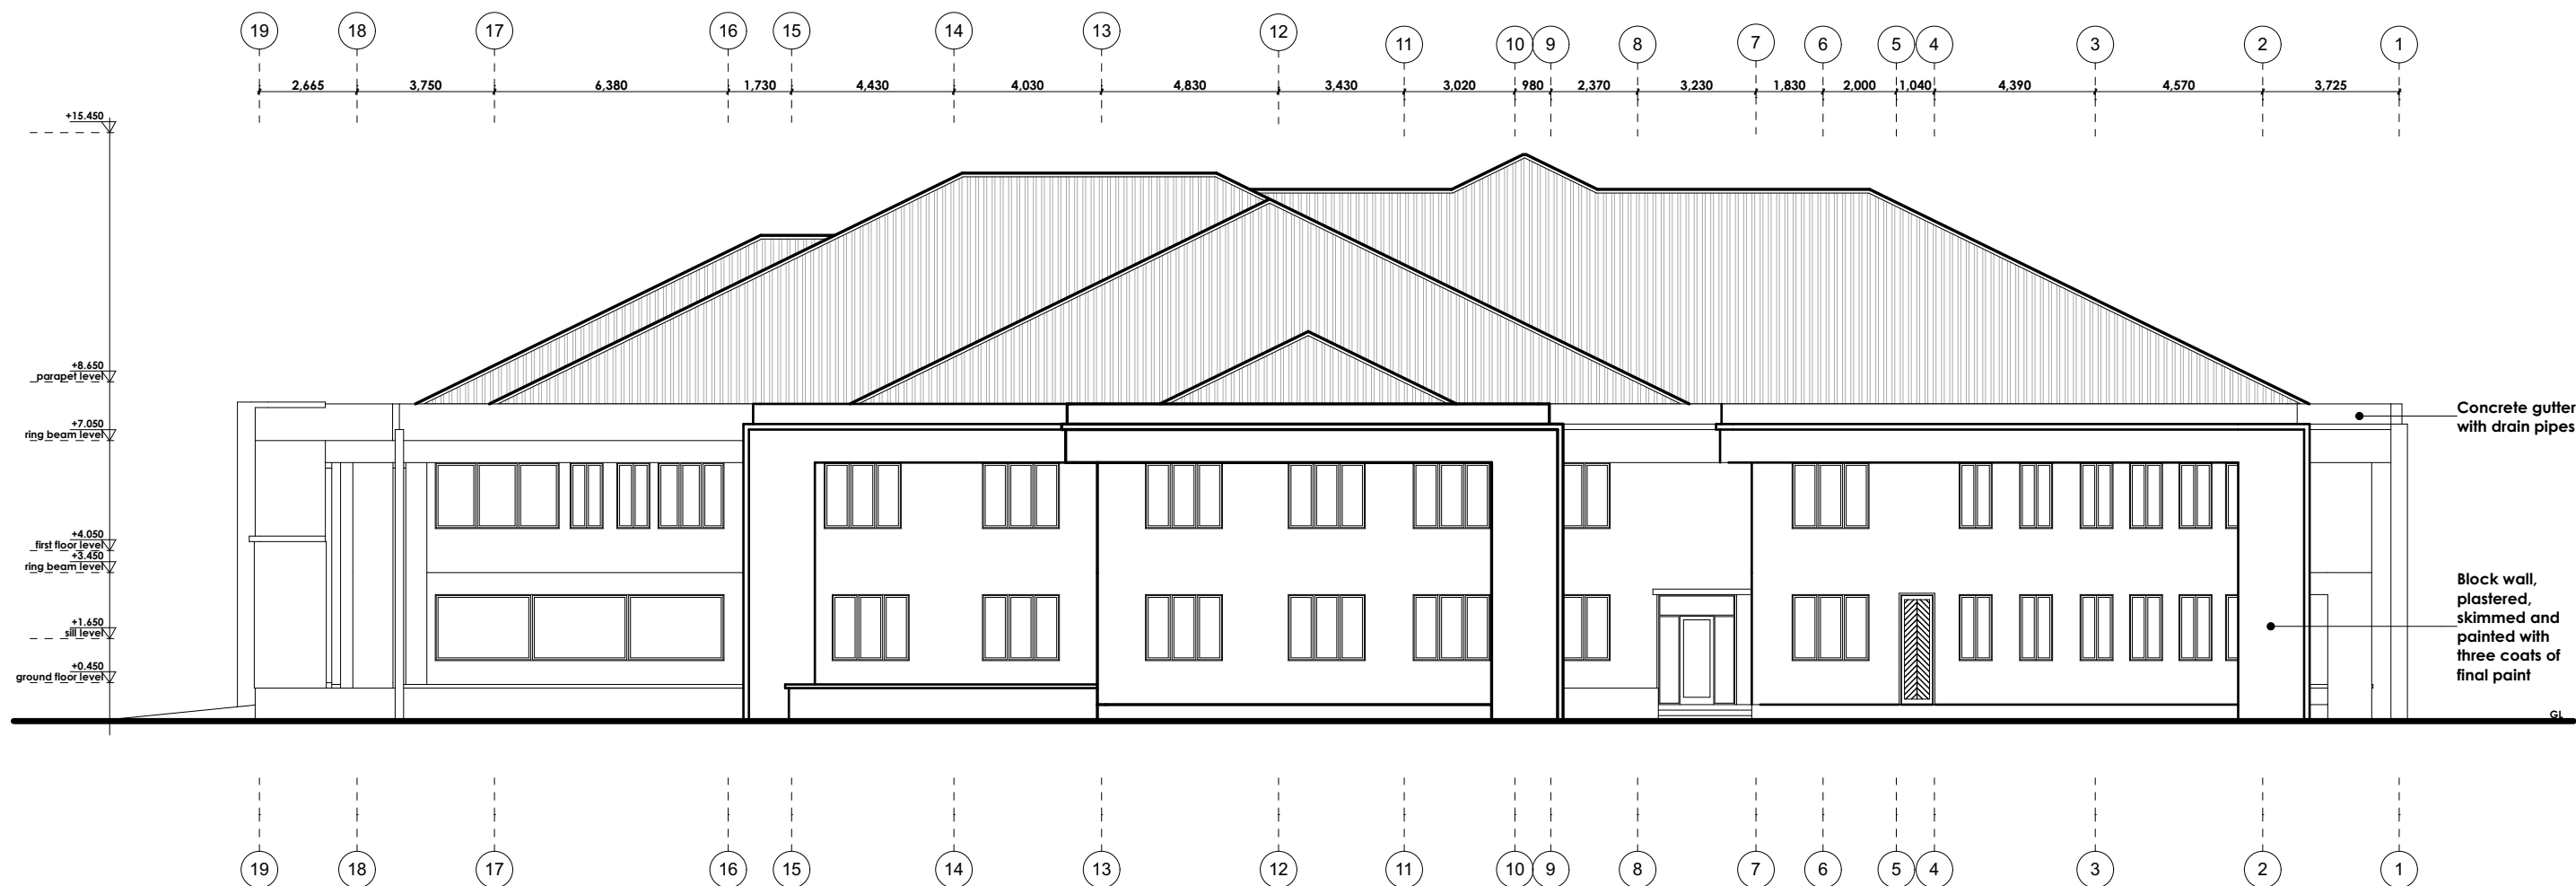 19 18 17 16 15 14 13 12 11 10 9 8 7 6 5 4 3 2 1
2,665 3,750 6,380 1,730 4,430 4,030 4,830 3,430 3,020 980 2,370 3,230 1,830 2,000 1,040 4,390 4,570 3,725
+15.450
+8.650
parapet level
+7.050
ring beam level
+4.050
first floor level
+3.450
ring beam level
+1.650
sill level
+0.450
ground floor level
Concrete gutter
with drain pipes
Block wall,
plastered,
skimmed and
painted with
three coats of
final paint
GL
19 18 17 16 15 14 13 12 11 10 9 8 7 6 5 4 3 2 1